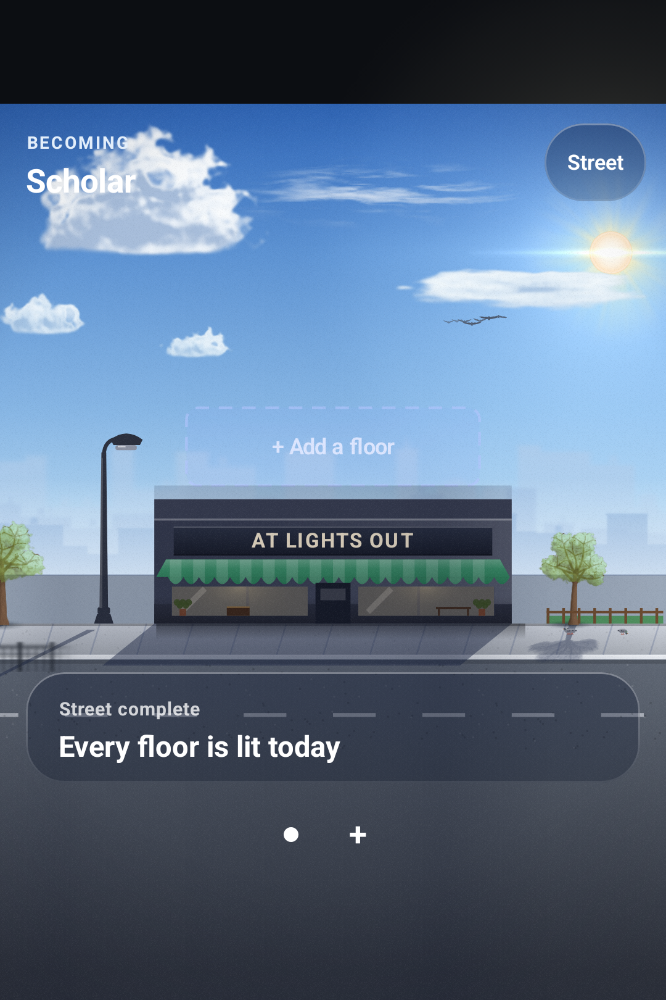 BECOMING
Scholar
Street
+ Add a floor
AT LIGHTS OUT
Street complete
Every floor is lit today
+